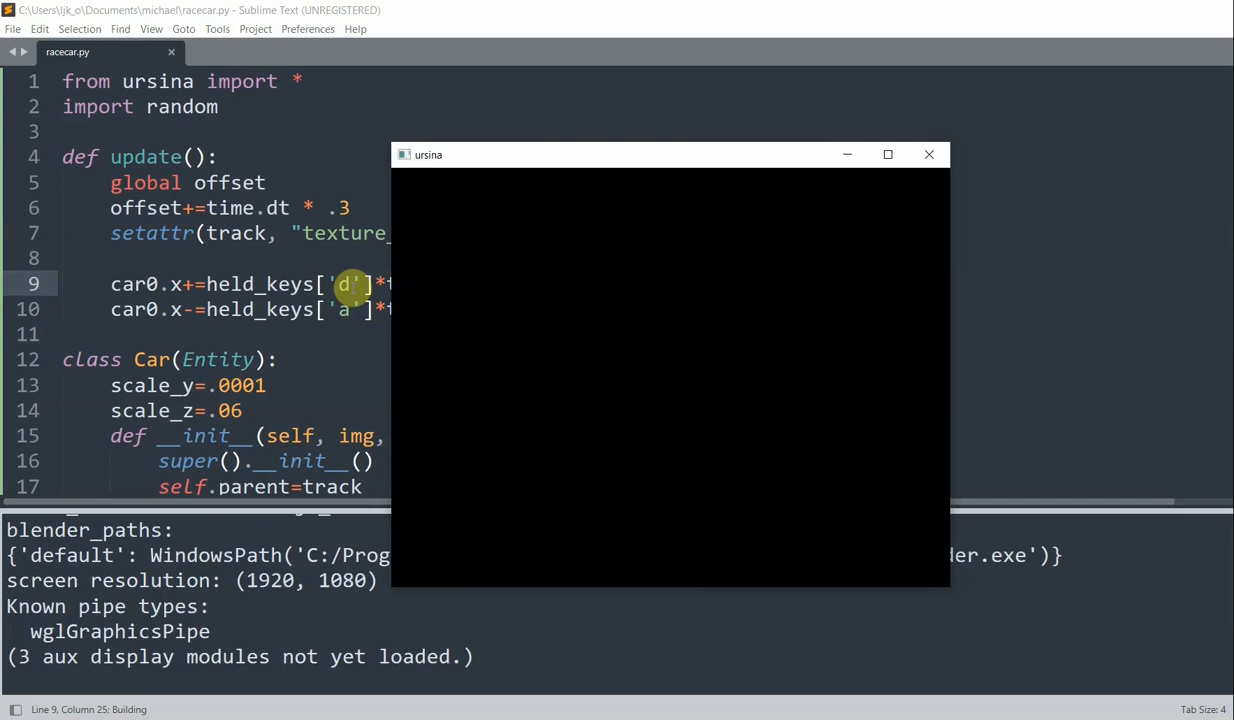 C:\Users\ljk_o\Documents\michael\racecar.py - Sublime Text (UNREGISTERED)
File Edit Selection Find View Goto Tools Project Preferences Help
racecar.py
1 from ursina import *
2 import random
3
4 def update():
5 global offset
6 offset+=time.dt * .3
7 setattr(track, "texture_
8
9 car0.x+=held_keys['d']*
10 car0.x-=held_keys['a']*
11
12 class Car(Entity):
13 scale_y=.0001
14 scale_z=.06
15 def __init__(self, img,
16 super().__init__()
17 self.parent=track
ursina
blender_paths:
{'default': WindowsPath('C:/Prog der.exe')}
screen resolution: (1920, 1080)
Known pipe types:
wglGraphicsPipe
(3 aux display modules not yet loaded.)
Line 9, Column 25; Building
Tab Size: 4